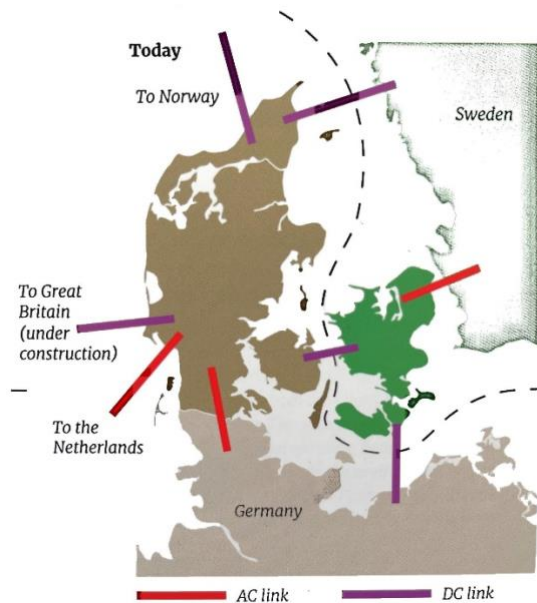 Today
To Norway
Sweden
To Great
Britain
(under
construction)
To the
Netherlands
Germany
AC link
DC link